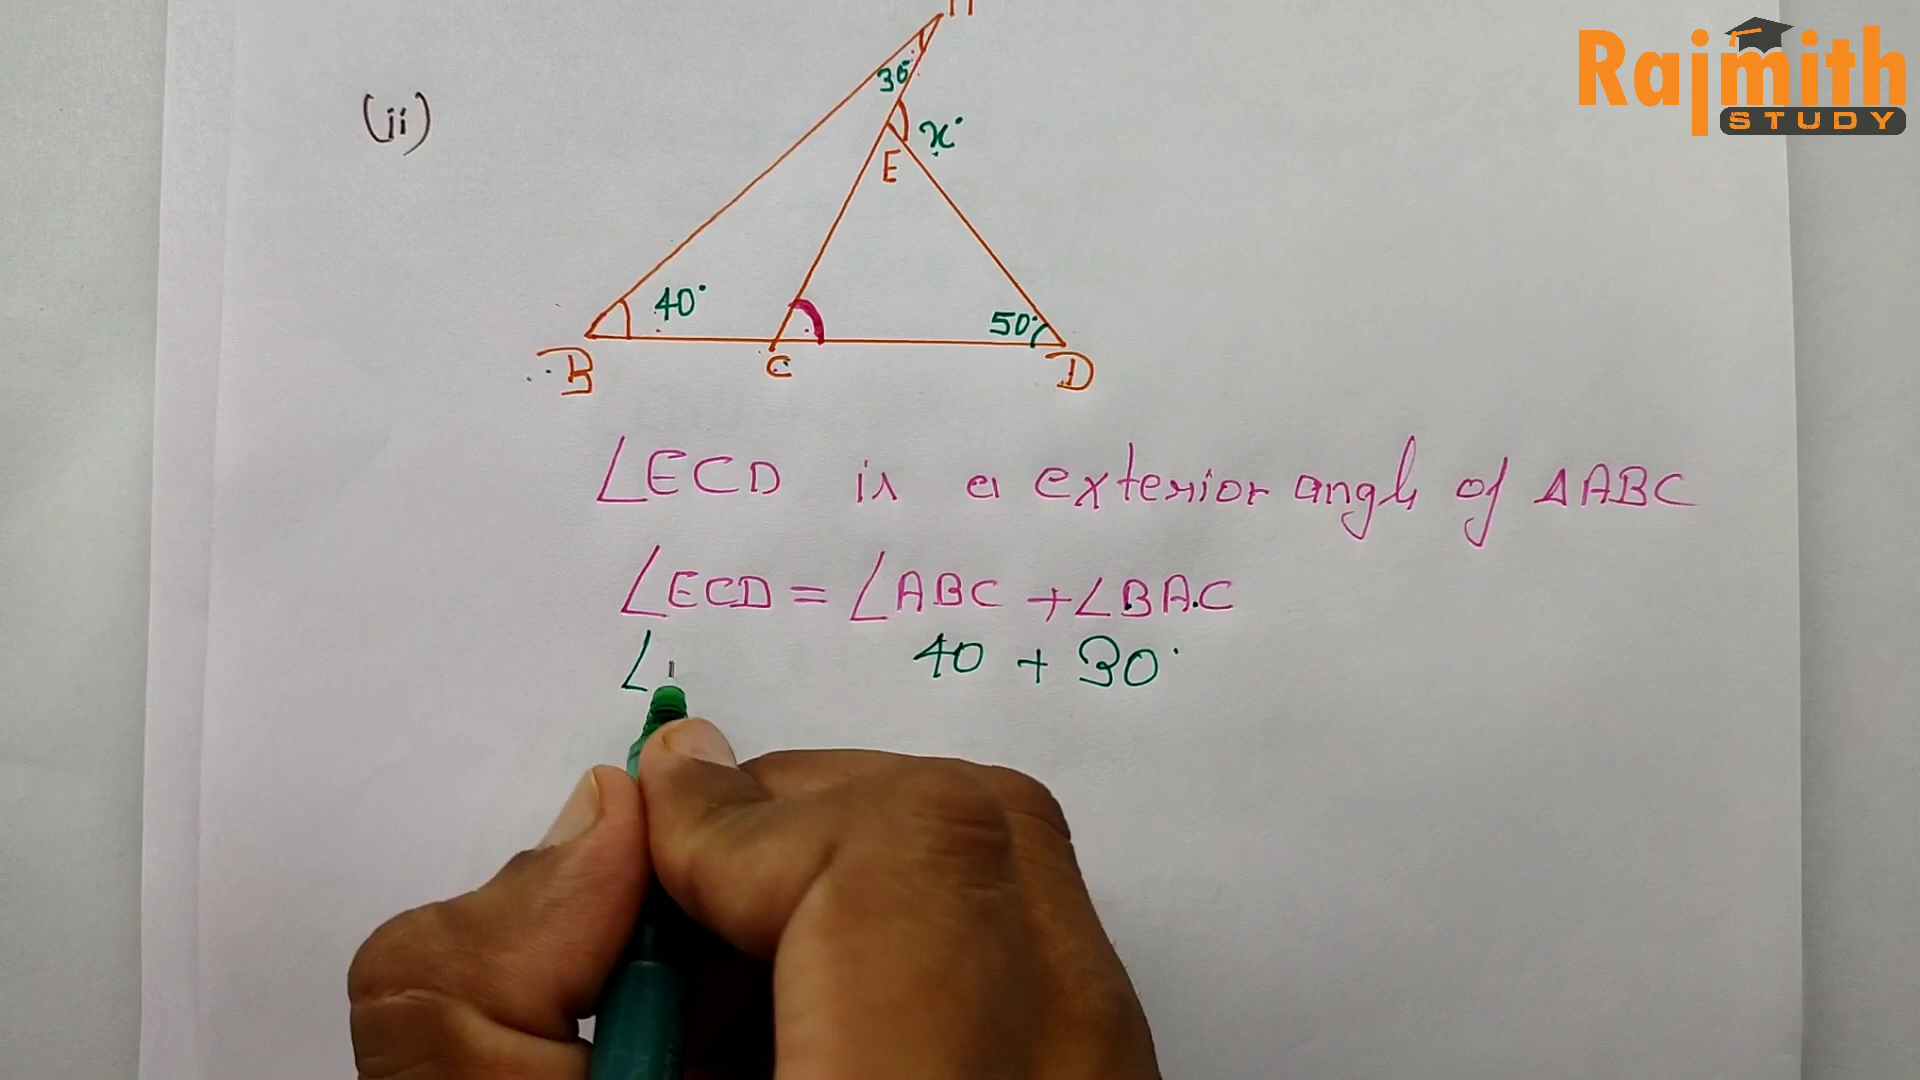 Rajmith
STUDY
(ii)
30°
x°
E
40°
50°
B
C
D
∠ECD is a exterior angle of ΔABC
∠ECD = ∠ABC + ∠BAC
∠ 40 + 30°